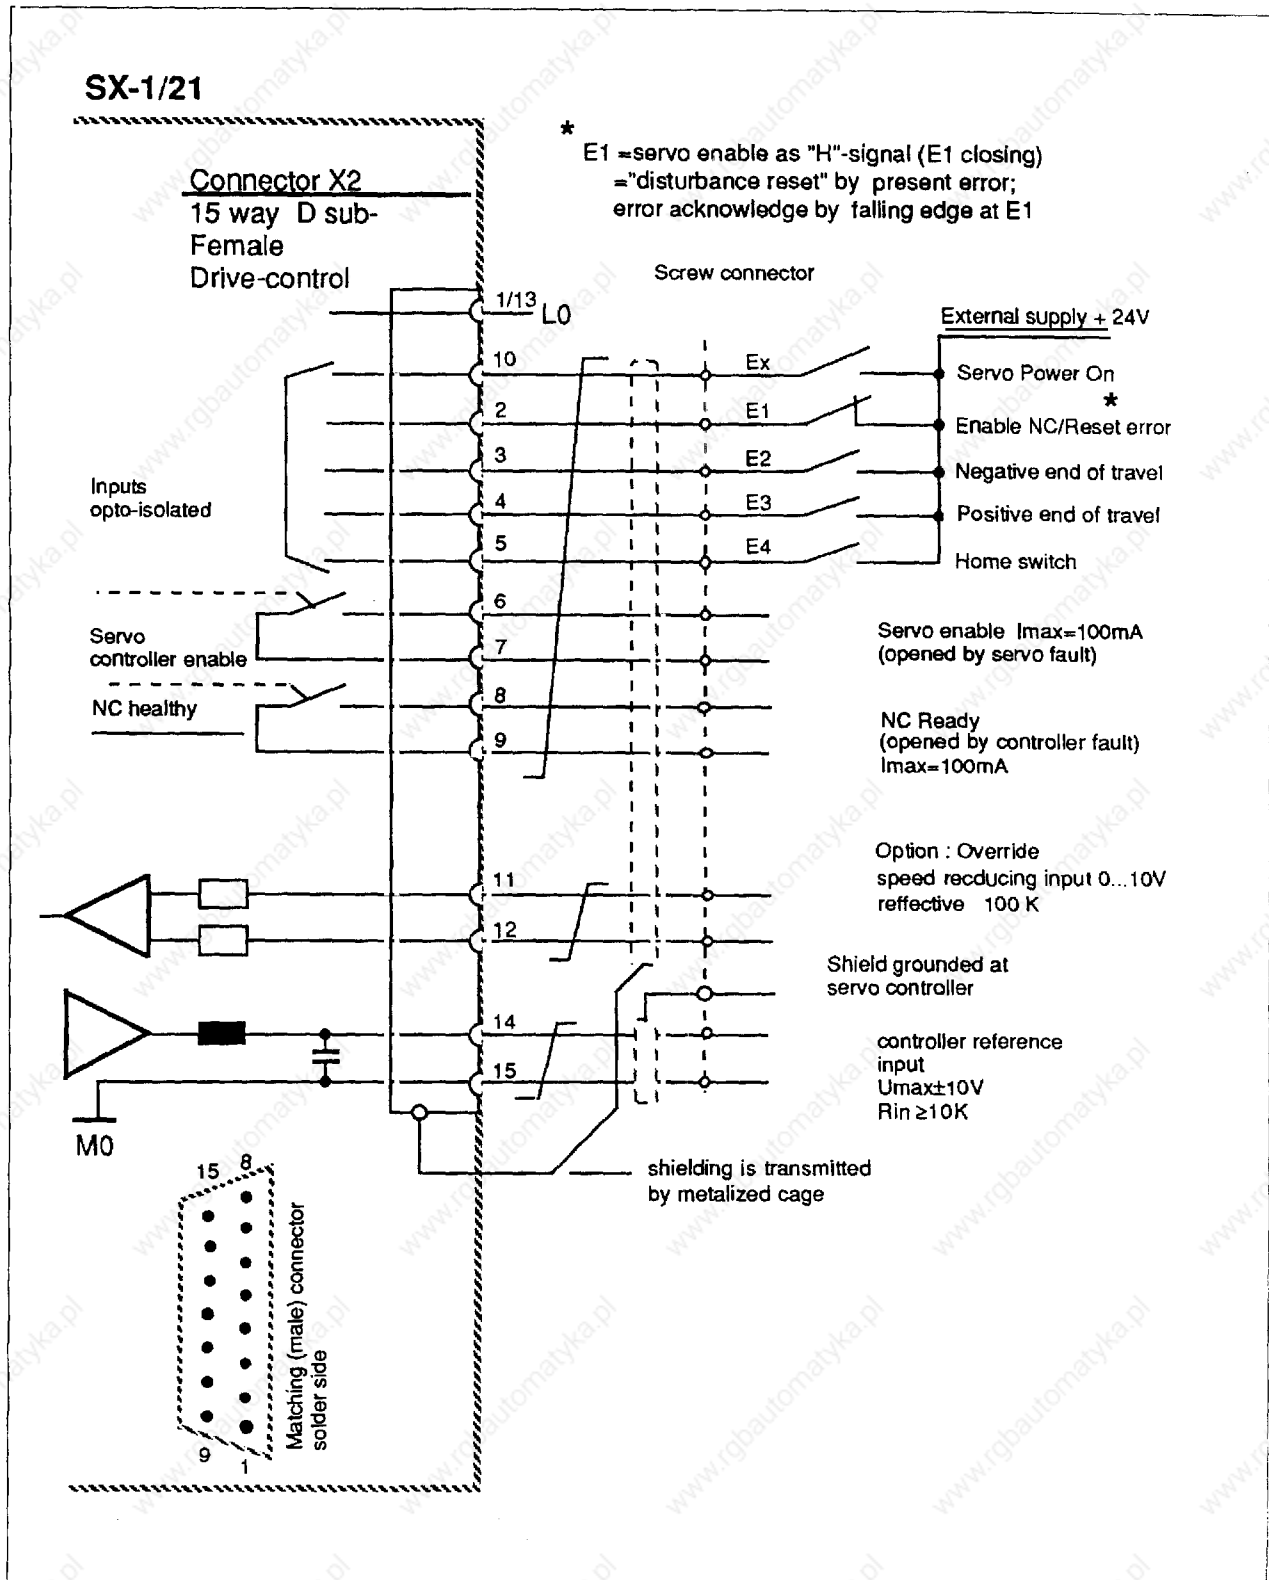 SX-1/21
*
E1 =servo enable as "H"-signal (E1 closing)
="disturbance reset" by present error;
error acknowledge by falling edge at E1
Connector X2
15 way D sub-
Female
Drive-control
Screw connector
1/13
L0
External supply + 24V
10
Ex
Servo Power On
*
2
E1
Enable NC/Reset error
3
E2
Negative end of travel
Inputs
opto-isolated
4
E3
Positive end of travel
5
E4
Home switch
6
Servo
controller enable
7
Servo enable Imax=100mA
(opened by servo fault)
8
NC healthy
9
NC Ready
(opened by controller fault)
Imax=100mA
Option : Override
speed recducing input 0...10V
reffective 100 K
11
12
Shield grounded at
servo controller
14
15
controller reference
input
Umax±10V
Rin ≥10K
M0
shielding is transmitted
by metalized cage
15 8
Matching (male) connector
solder side
9
1
www.rgbautomatyka.pl